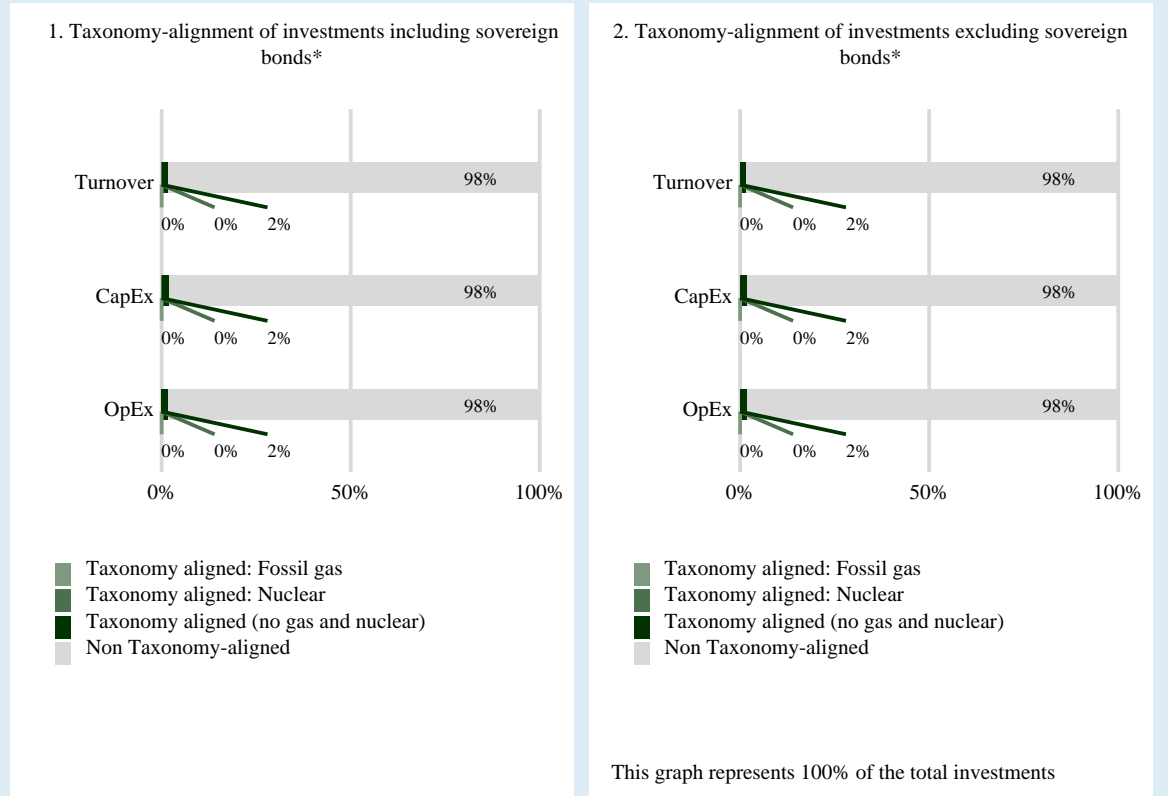 1. Taxonomy-alignment of investments including sovereign
bonds*
Turnover
98%
0% 0% 2%
CapEx
98%
0% 0% 2%
OpEx
98%
0% 0% 2%
0% 50% 100%
Taxonomy aligned: Fossil gas
Taxonomy aligned: Nuclear
Taxonomy aligned (no gas and nuclear)
Non Taxonomy-aligned
2. Taxonomy-alignment of investments excluding sovereign
bonds*
Turnover
98%
0% 0% 2%
CapEx
98%
0% 0% 2%
OpEx
98%
0% 0% 2%
0% 50% 100%
Taxonomy aligned: Fossil gas
Taxonomy aligned: Nuclear
Taxonomy aligned (no gas and nuclear)
Non Taxonomy-aligned
This graph represents 100% of the total investments